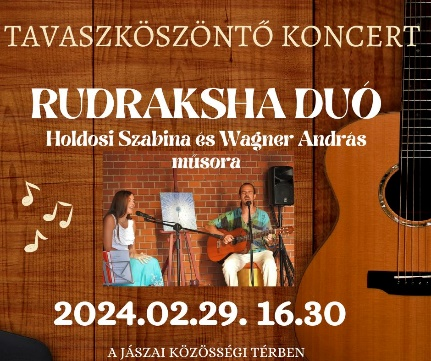 TAVASZKÖSZÖNTŐ KONCERT
RUDRAKSHA DUÓ
Holdosi Szabina és Wagner András
műsora
2024.02.29. 16.30
A JÁSZAI KÖZÖSSÉGI TÉRBEN